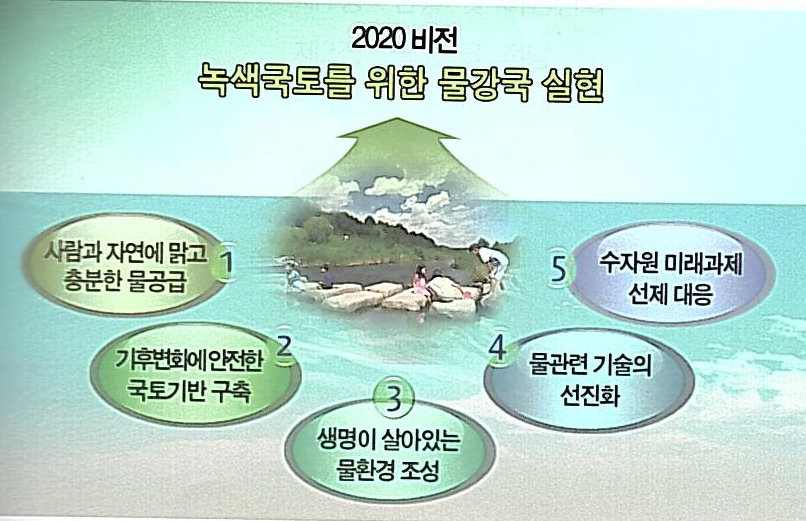 2020 비전
녹색국토를 위한 물강국 실현
사람과 자연에 맑고
충분한 물공급
1
기후변화에 안전한
국토기반 구축
2
3
생명이 살아있는
물환경 조성
4
물관련 기술의
선진화
5
수자원 미래과제
선제 대응